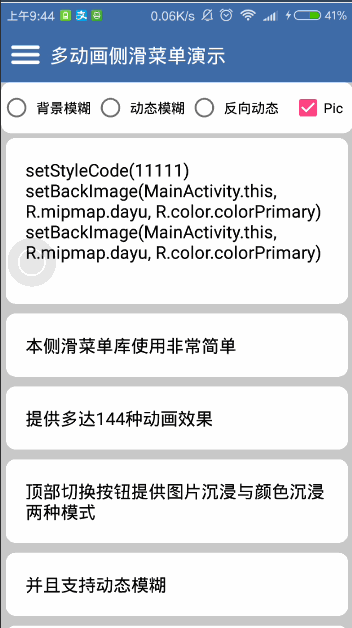 上午9:44 0.06K/s 41%
多动画侧滑菜单演示
背景模糊 动态模糊 反向动态 Pic
setStyleCode(11111)
setBackImage(MainActivity.this,
R.mipmap.dayu, R.color.colorPrimary)
setBackImage(MainActivity.this,
R.mipmap.dayu, R.color.colorPrimary)
本侧滑菜单库使用非常简单
提供多达144种动画效果
顶部切换按钮提供图片沉浸与颜色沉浸
两种模式
并且支持动态模糊